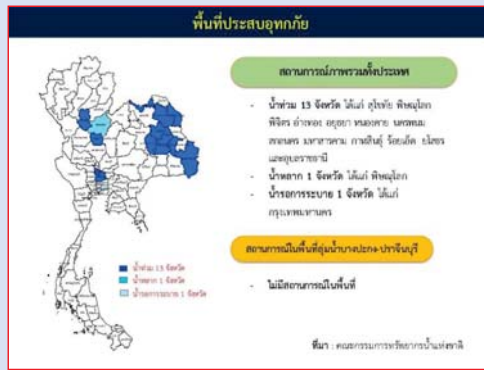 พื้นที่ประสบอุทกภัย
สถานการณ์ภาพรวมทั้งประเทศ
- น้ำท่วม 13 จังหวัด ได้แก่ สุโขทัย พิษณุโลก
พิจิตร อ่างทอง อยุธยา หนองคาย นครพนม
สกลนคร มหาสารคาม กาฬสินธุ์ ร้อยเอ็ด ยโสธร
และอุบลราชธานี
- น้ำหลาก 1 จังหวัด ได้แก่ พิษณุโลก
- น้ำรอการระบาย 1 จังหวัด ได้แก่
กรุงเทพมหานคร
น้ำท่วม 13 จังหวัด
น้ำหลาก 1 จังหวัด
น้ำรอการระบาย 1 จังหวัด
สถานการณ์ในพื้นที่ลุ่มน้ำบางปะกง-ปราจีนบุรี
- ไม่มีสถานการณ์ในพื้นที่
ที่มา : คณะกรรมการทรัพยากรน้ำแห่งชาติ